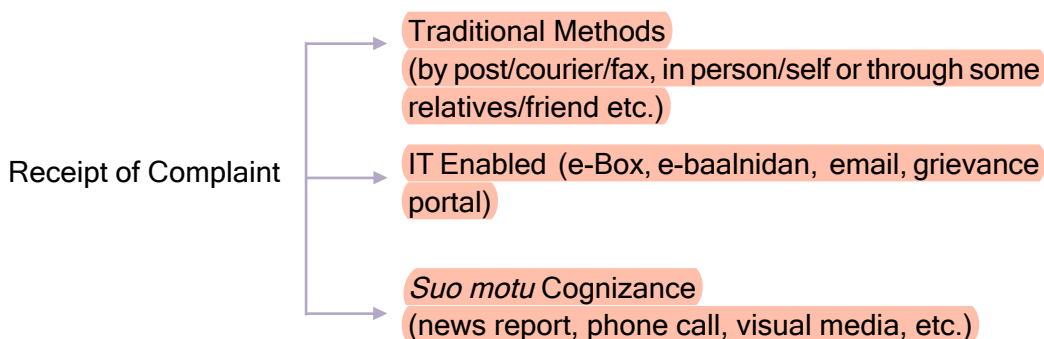 Traditional Methods
(by post/courier/fax, in person/self or through some
relatives/friend etc.)
Receipt of Complaint
IT Enabled (e-Box, e-baalnidan, email, grievance
portal)
Suo motu Cognizance
(news report, phone call, visual media, etc.)